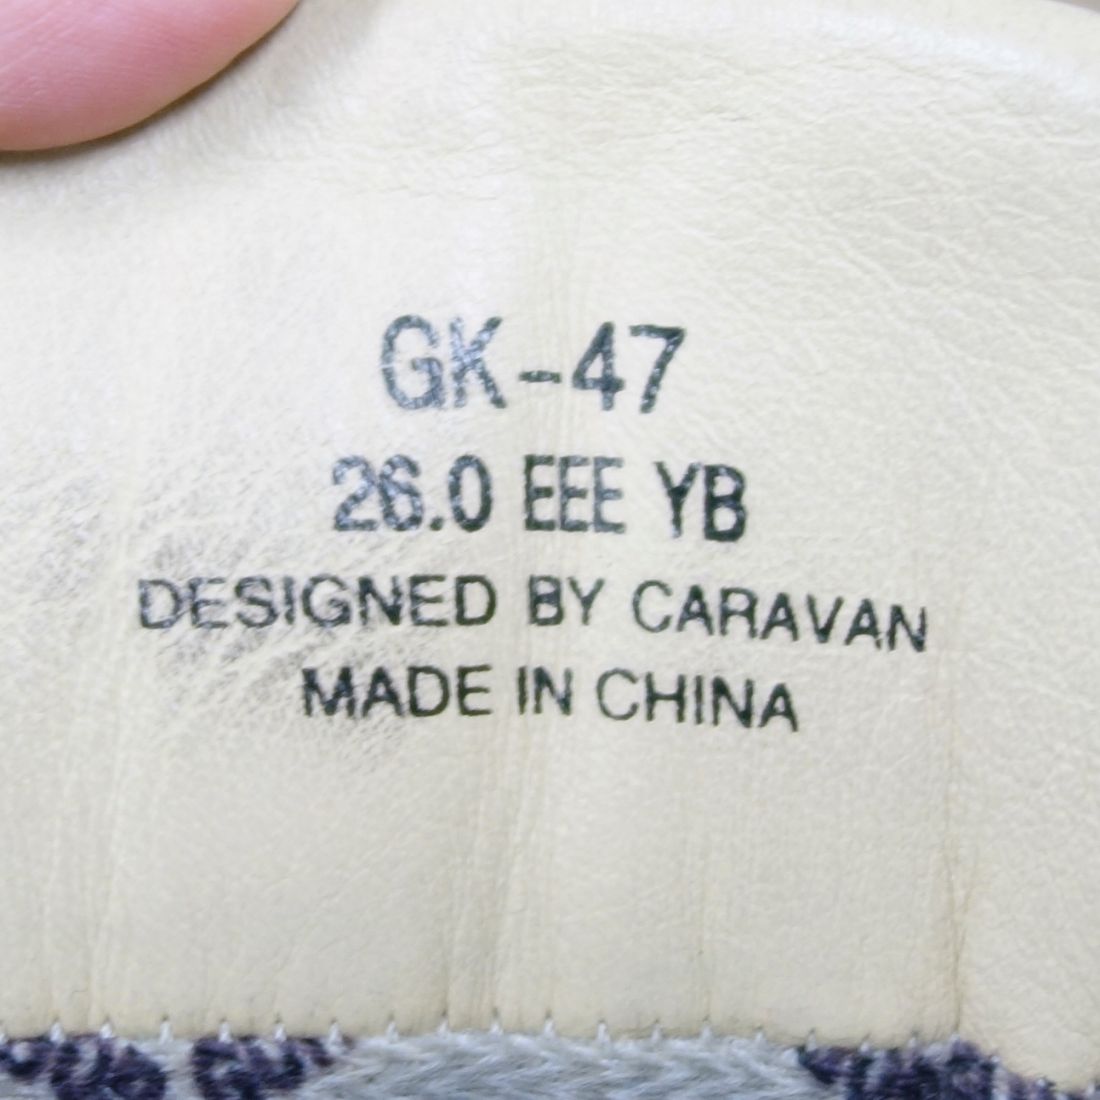 GK-47
26.0 EEE YB
DESIGNED BY CARAVAN
MADE IN CHINA